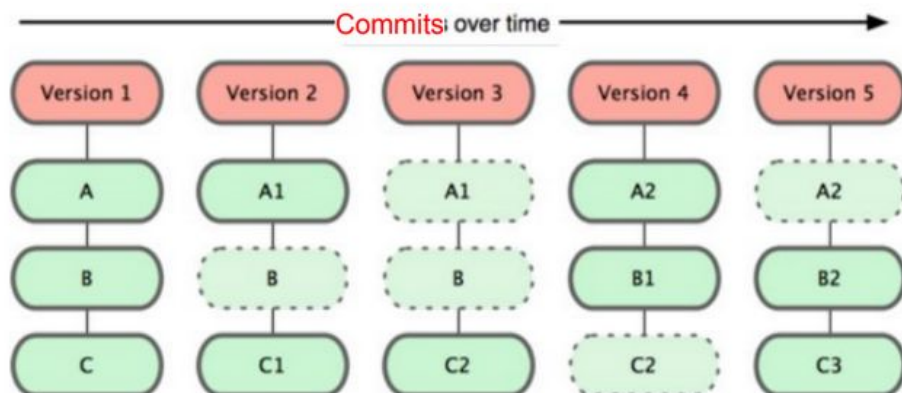 Commits over time
Version 1 Version 2 Version 3 Version 4 Version 5
A A1 A1 A2 A2
B B B B1 B2
C C1 C2 C2 C3